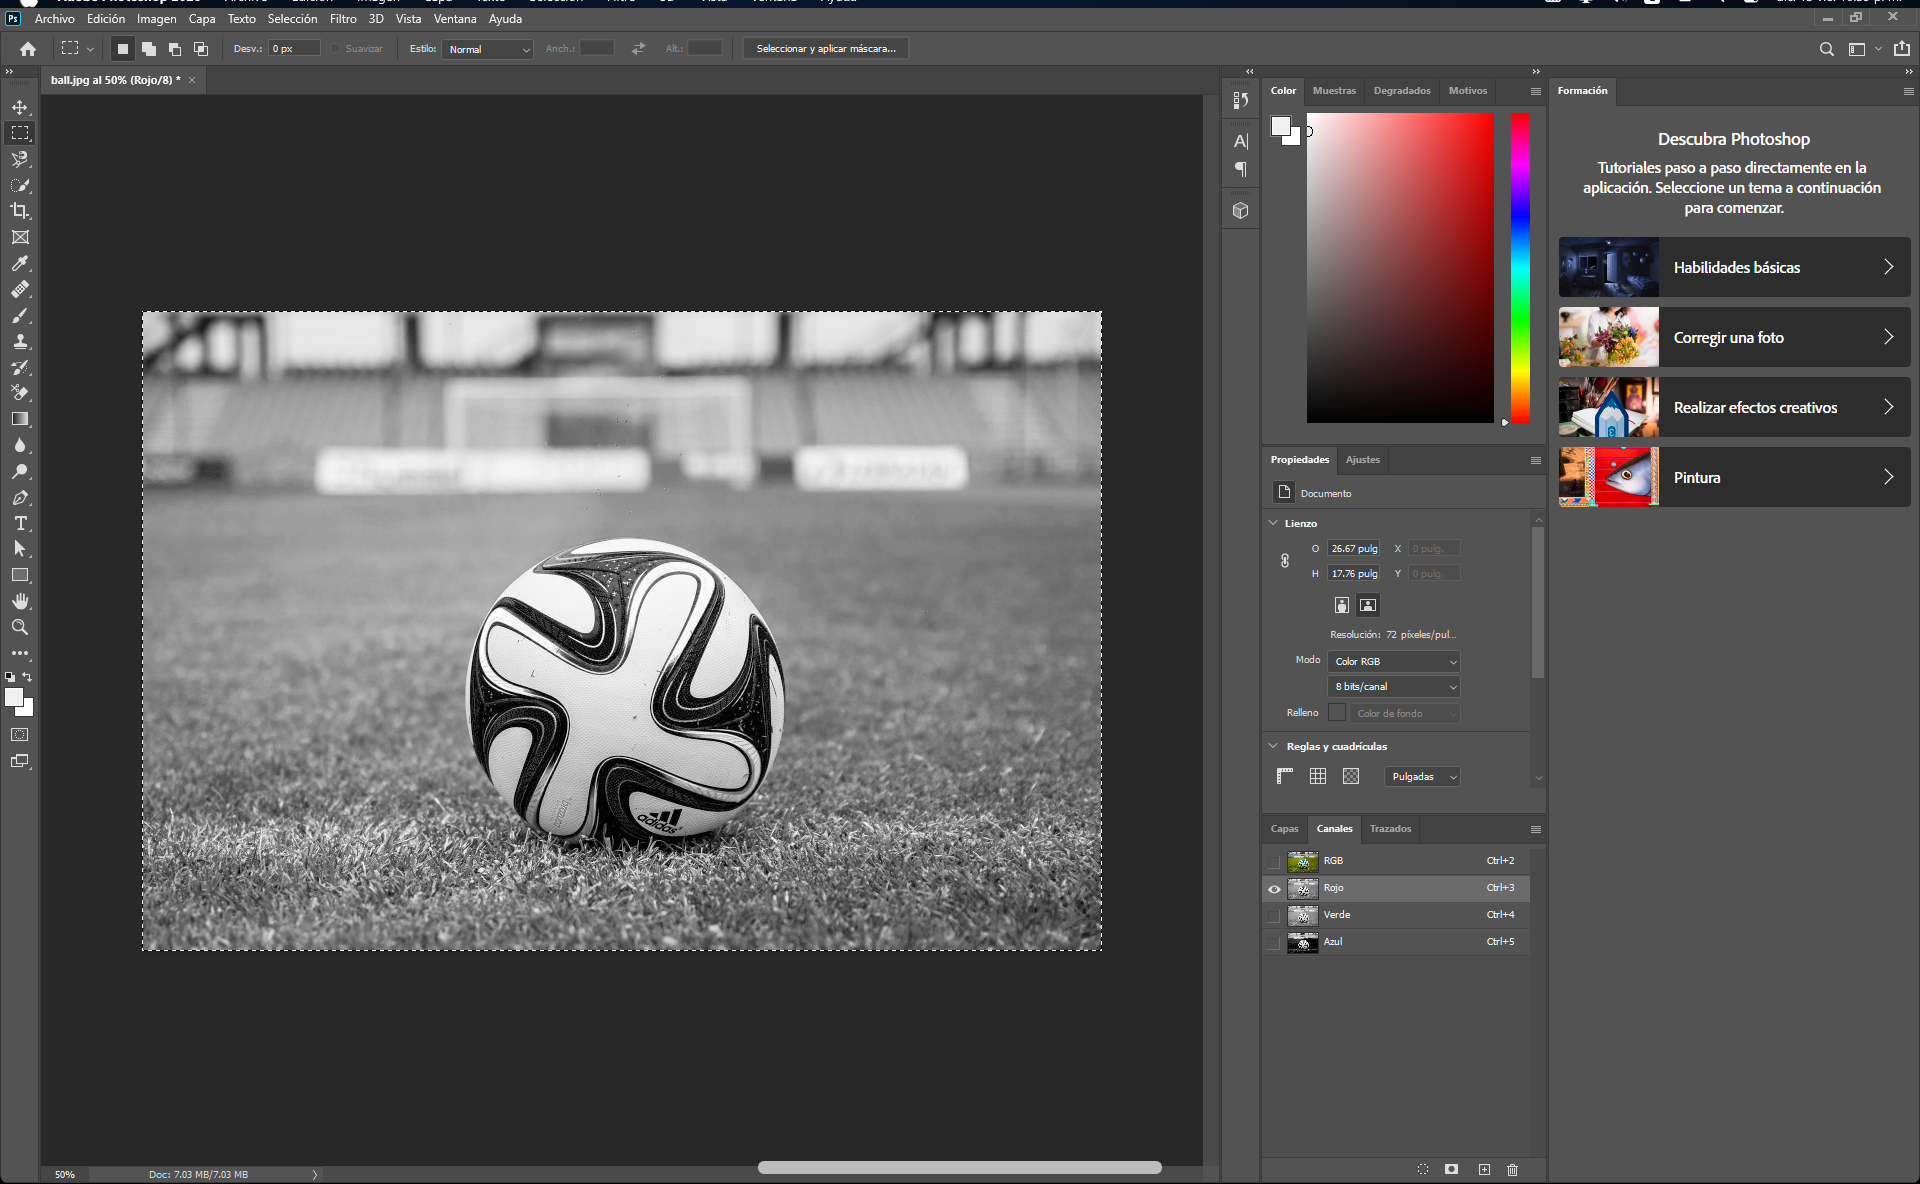 Archivo Edición Imagen Capa Texto Selección Filtro 3D Vista Ventana Ayuda
Desv.: 0 px Suavizar Estilo: Normal Anch.: Alt.: Seleccionar y aplicar máscara...
ball.jpg al 50% (Rojo/8) *
Color Muestras Degradados Motivos
Formación
Descubra Photoshop
Tutoriales paso a paso directamente en la
aplicación. Seleccione un tema a continuación
para comenzar.
Habilidades básicas
Corregir una foto
Realizar efectos creativos
Pintura
Propiedades Ajustes
Documento
Lienzo
O 26.67 pulg X 0 pulg.
H 17.76 pulg Y 0 pulg.
Resolución: 72 píxeles/pul...
Modo Color RGB
8 bits/canal
Relleno Color de fondo
Reglas y cuadrículas
Pulgadas
Capas Canales Trazados
RGB Ctrl+2
Rojo Ctrl+3
Verde Ctrl+4
Azul Ctrl+5
adidas
brazuca
50% Doc: 7.03 MB/7.03 MB